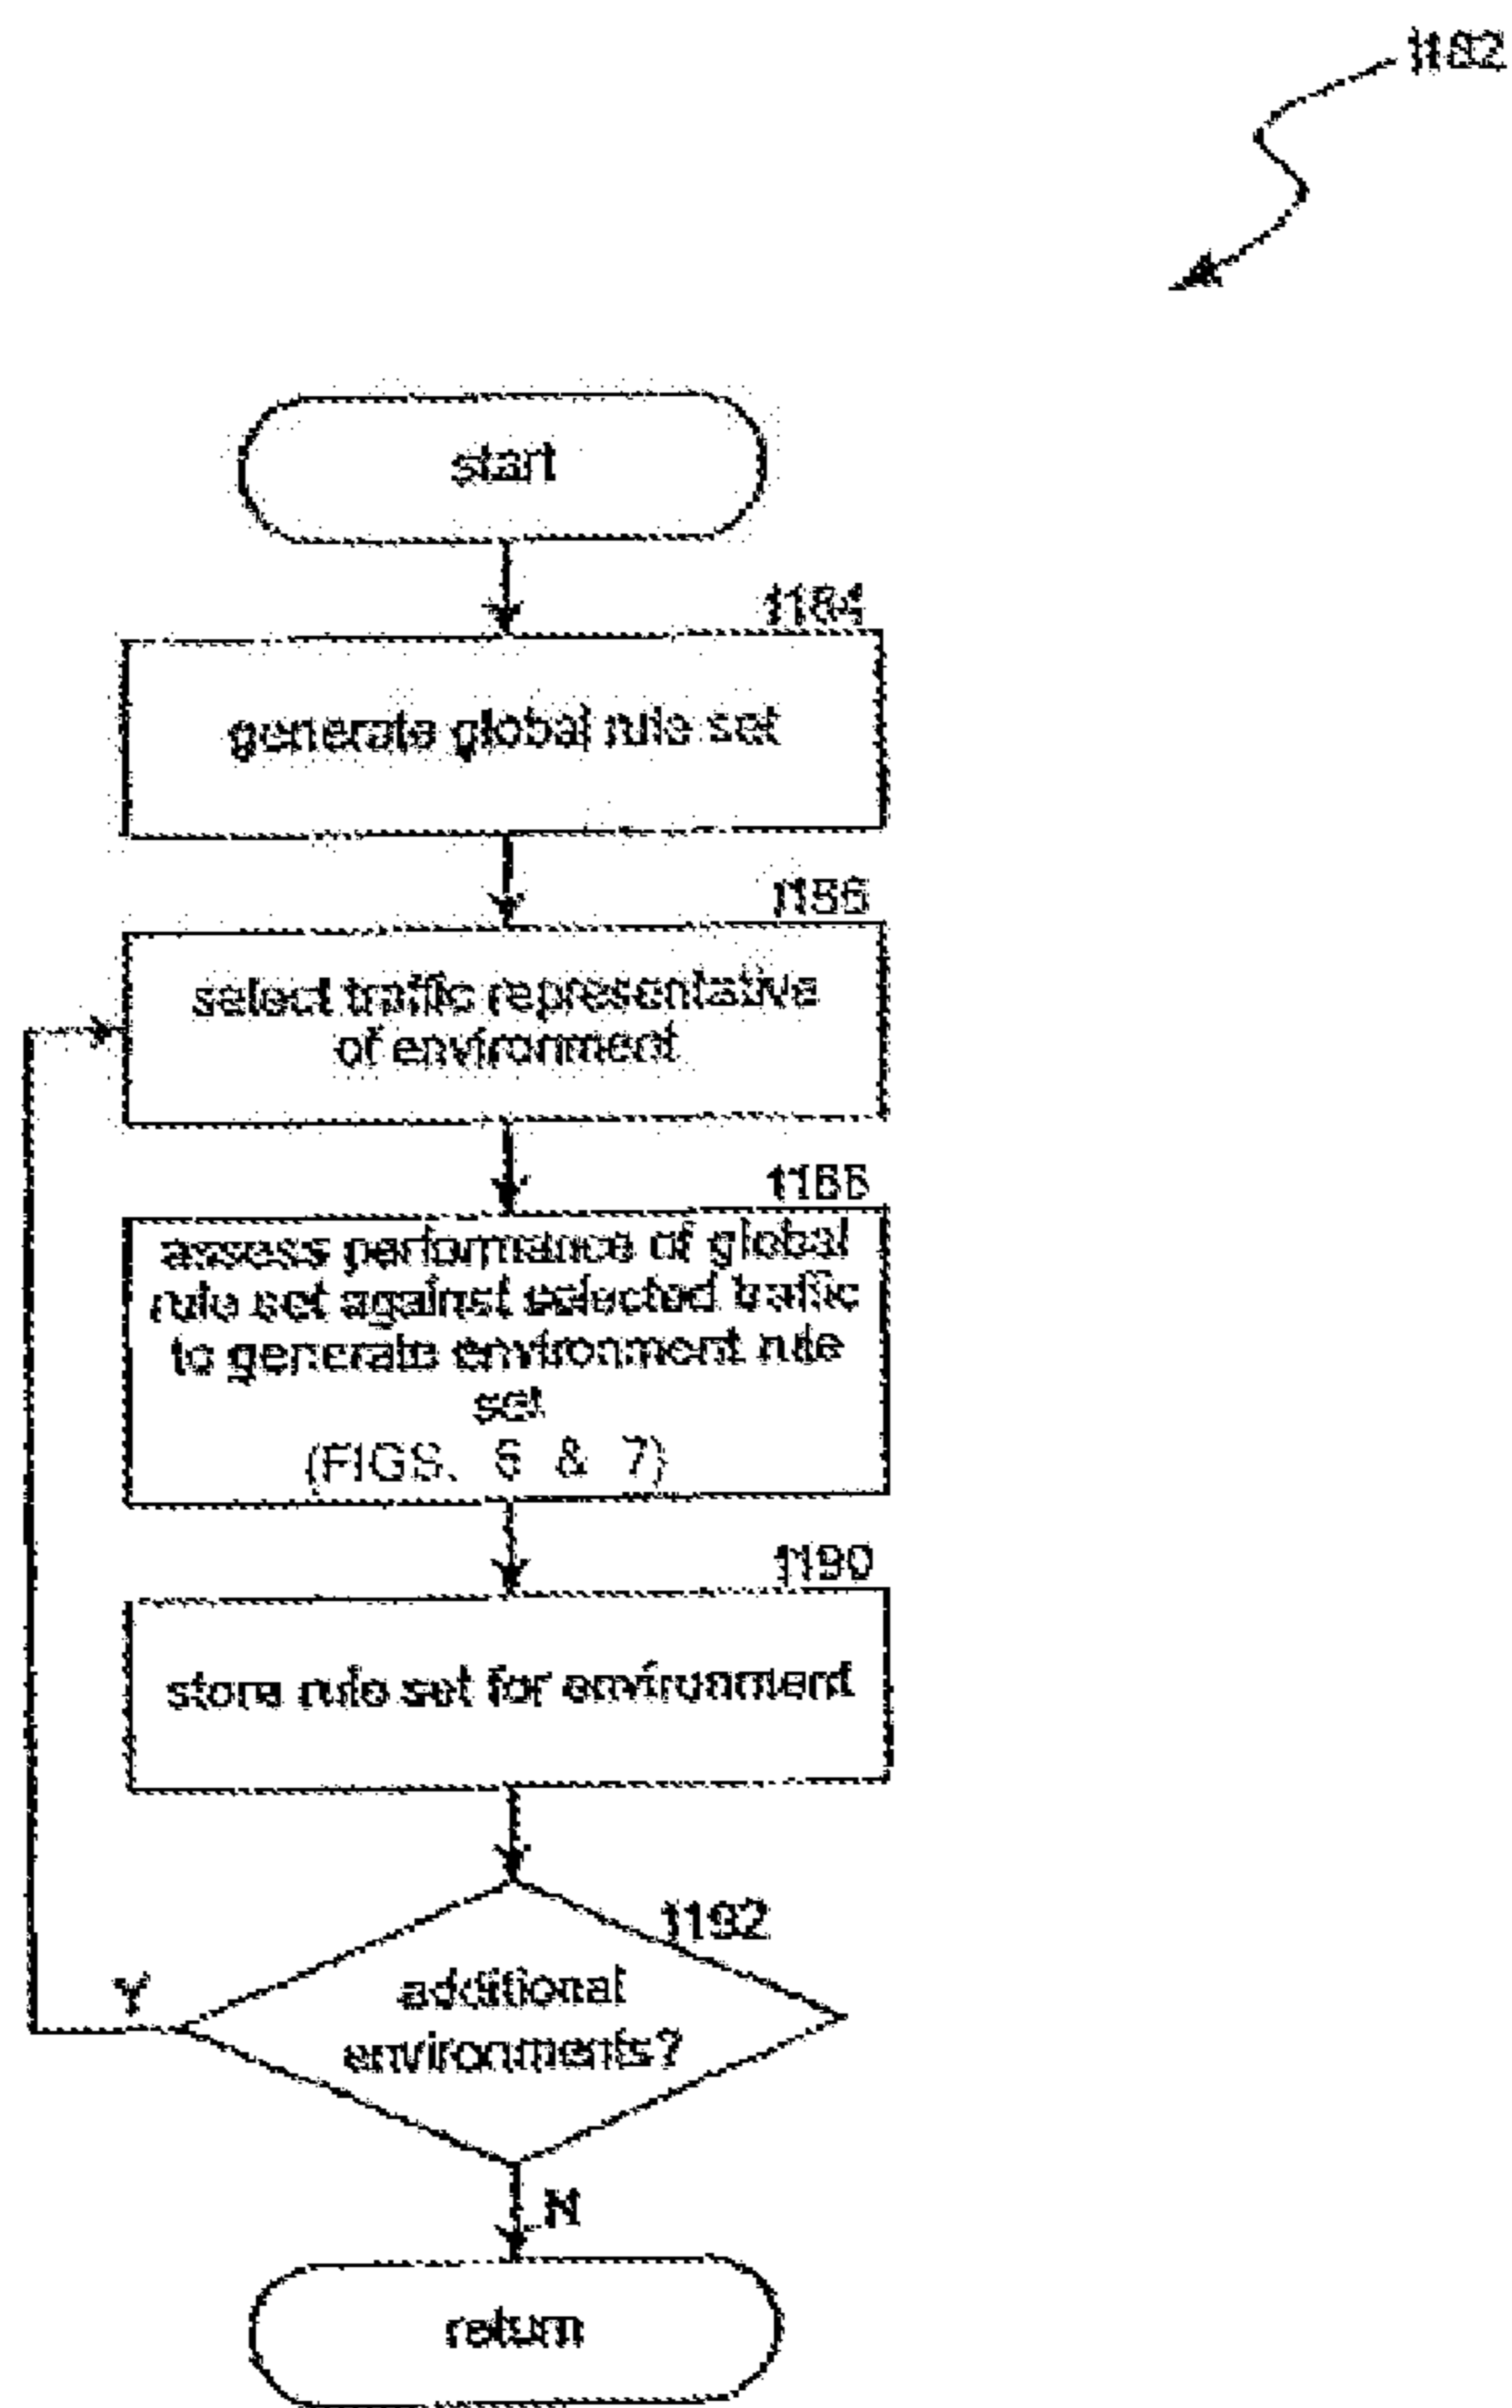 1182
start
1184
generate global rule set
1186
select traffic representative
of environment
1188
assess performance of global
rule set against selected traffic
to generate environment rule
set
(FIGS. 6 & 7)
1190
store rule set for environment
1192
additional
environments?
Y
N
return